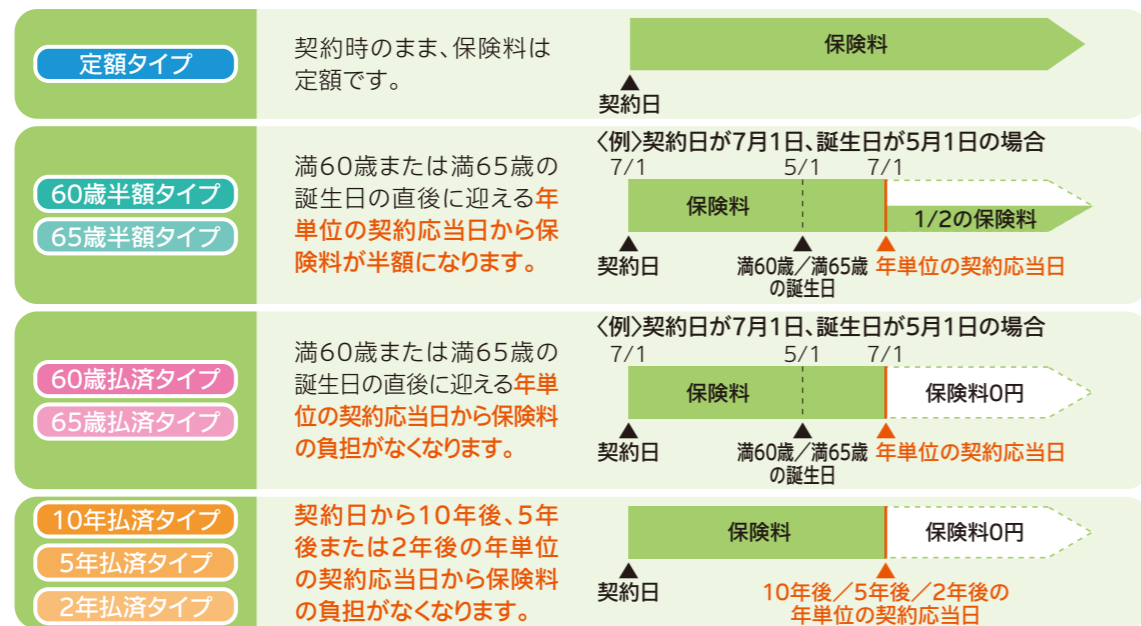 定額タイプ
契約時のまま、保険料は
定額です。
保険料
契約日
60歳半額タイプ
65歳半額タイプ
満60歳または満65歳の
誕生日の直後に迎える年
単位の契約応当日から保
険料が半額になります。
〈例〉契約日が7月1日、誕生日が5月1日の場合
7/1 5/1 7/1
保険料
1/2の保険料
契約日
満60歳／満65歳
の誕生日
年単位の契約応当日
60歳払済タイプ
65歳払済タイプ
満60歳または満65歳の
誕生日の直後に迎える年単
位の契約応当日から保険料
の負担がなくなります。
〈例〉契約日が7月1日、誕生日が5月1日の場合
7/1 5/1 7/1
保険料
保険料0円
契約日
満60歳／満65歳
の誕生日
年単位の契約応当日
10年払済タイプ
5年払済タイプ
2年払済タイプ
契約日から10年後、5年
後または2年後の年単位
の契約応当日から保険料
の負担がなくなります。
保険料
保険料0円
契約日
10年後／5年後／2年後の
年単位の契約応当日